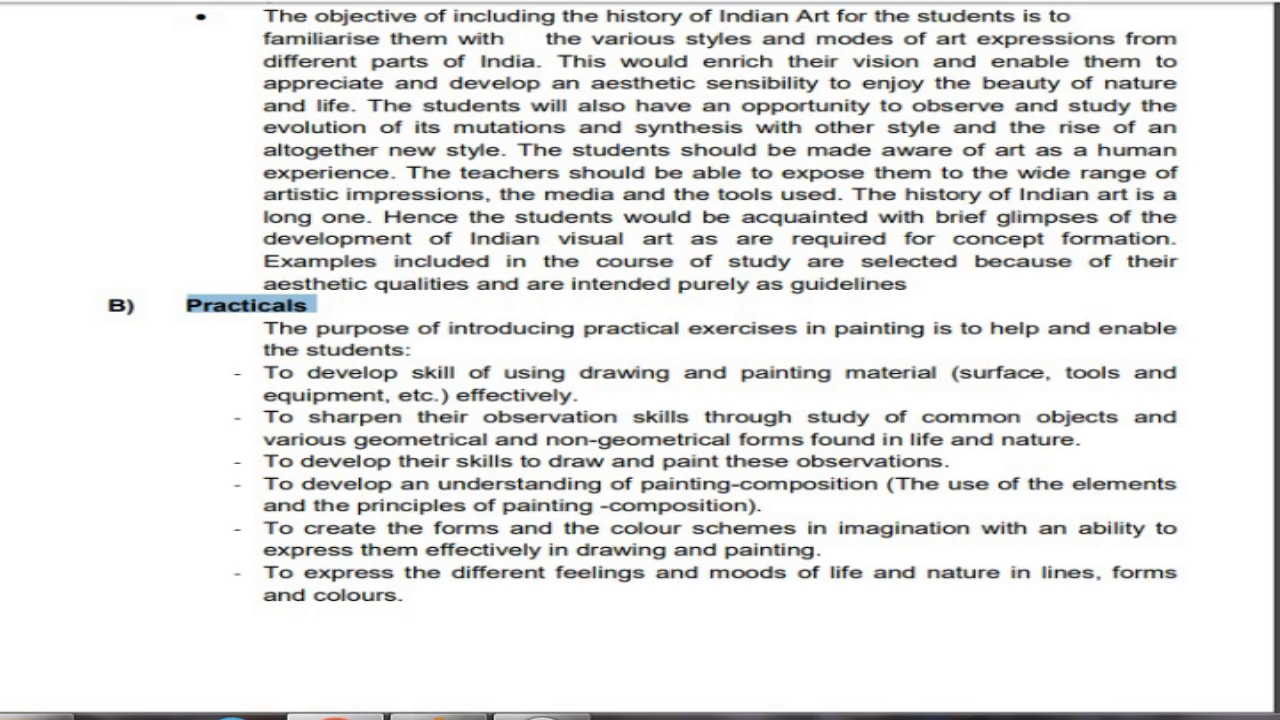 • The objective of including the history of Indian Art for the students is to
familiarise them with the various styles and modes of art expressions from
different parts of India. This would enrich their vision and enable them to
appreciate and develop an aesthetic sensibility to enjoy the beauty of nature
and life. The students will also have an opportunity to observe and study the
evolution of its mutations and synthesis with other style and the rise of an
altogether new style. The students should be made aware of art as a human
experience. The teachers should be able to expose them to the wide range of
artistic impressions, the media and the tools used. The history of Indian art is a
long one. Hence the students would be acquainted with brief glimpses of the
development of Indian visual art as are required for concept formation.
Examples included in the course of study are selected because of their
aesthetic qualities and are intended purely as guidelines
B) Practicals
The purpose of introducing practical exercises in painting is to help and enable
the students:
- To develop skill of using drawing and painting material (surface, tools and
equipment, etc.) effectively.
- To sharpen their observation skills through study of common objects and
various geometrical and non-geometrical forms found in life and nature.
- To develop their skills to draw and paint these observations.
- To develop an understanding of painting-composition (The use of the elements
and the principles of painting -composition).
- To create the forms and the colour schemes in imagination with an ability to
express them effectively in drawing and painting.
- To express the different feelings and moods of life and nature in lines, forms
and colours.